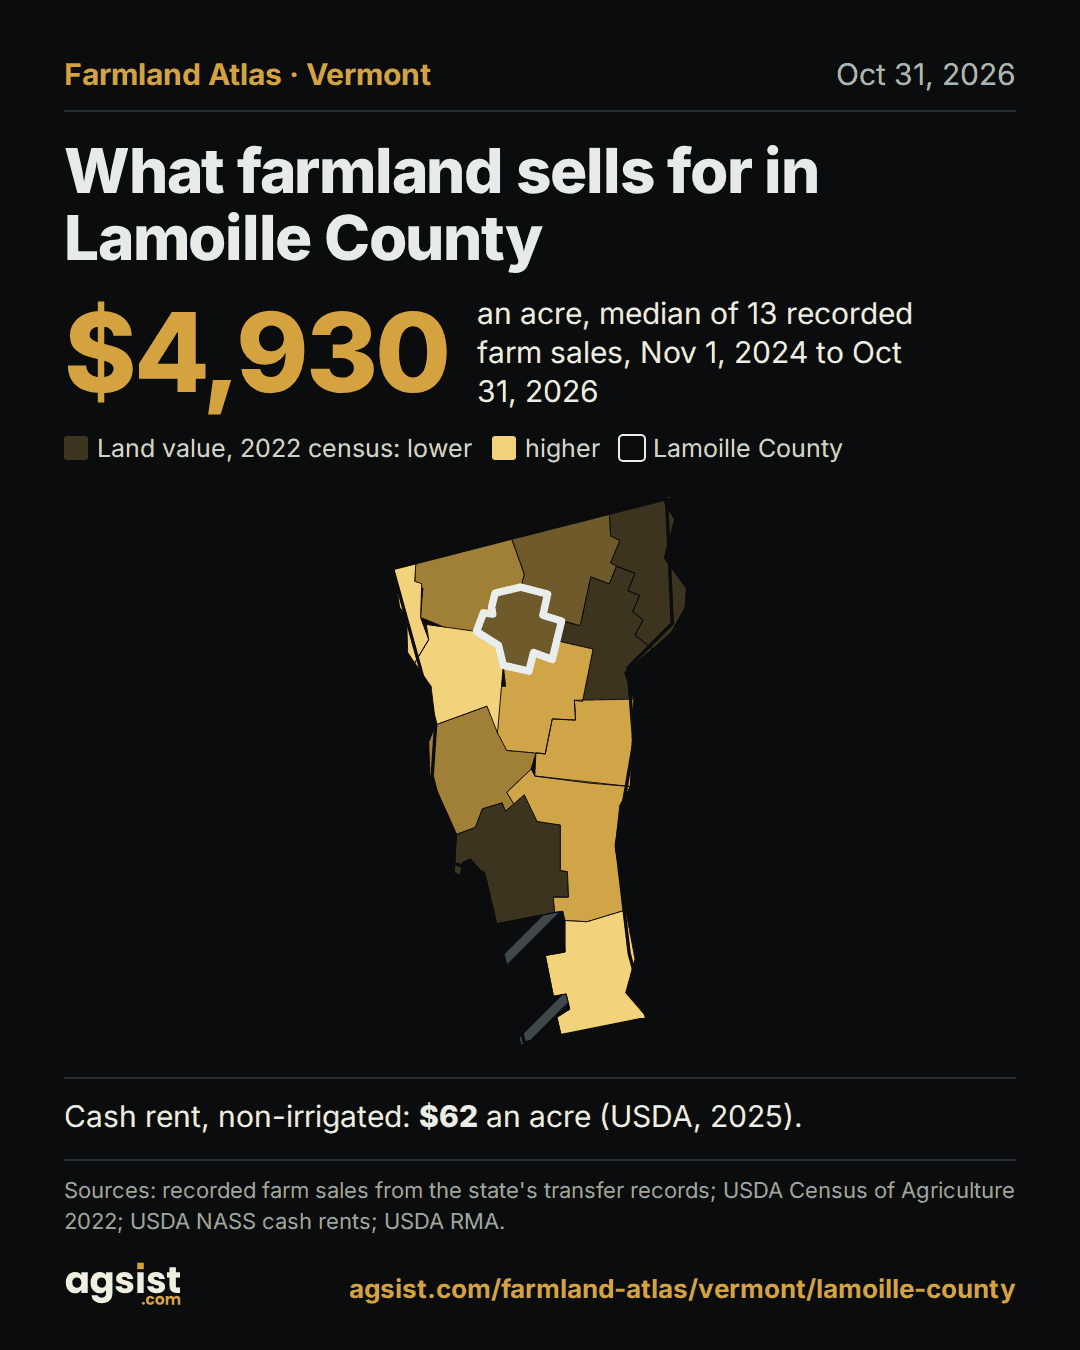 Farmland Atlas · Vermont
Oct 31, 2026
What farmland sells for in
Lamoille County
$4,930
an acre, median of 13 recorded
farm sales, Nov 1, 2024 to Oct
31, 2026
Land value, 2022 census: lower
higher
Lamoille County
Cash rent, non-irrigated: $62 an acre (USDA, 2025).
Sources: recorded farm sales from the state's transfer records; USDA Census of Agriculture
2022; USDA NASS cash rents; USDA RMA.
agsist
.com
agsist.com/farmland-atlas/vermont/lamoille-county